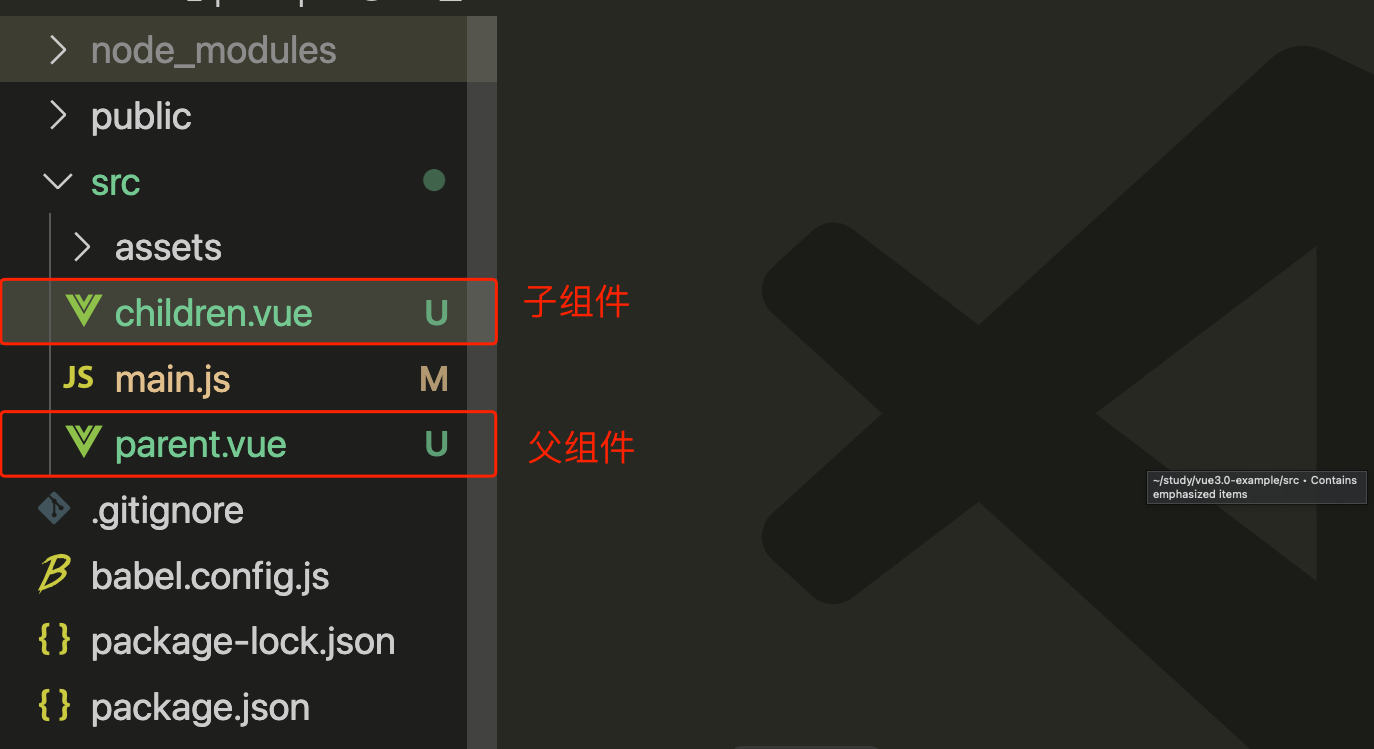 node_modules
public
src
assets
children.vue U 子组件
JS main.js M
parent.vue U 父组件
.gitignore
babel.config.js
{} package-lock.json
{} package.json
~/study/vue3.0-example/src • Contains
emphasized items